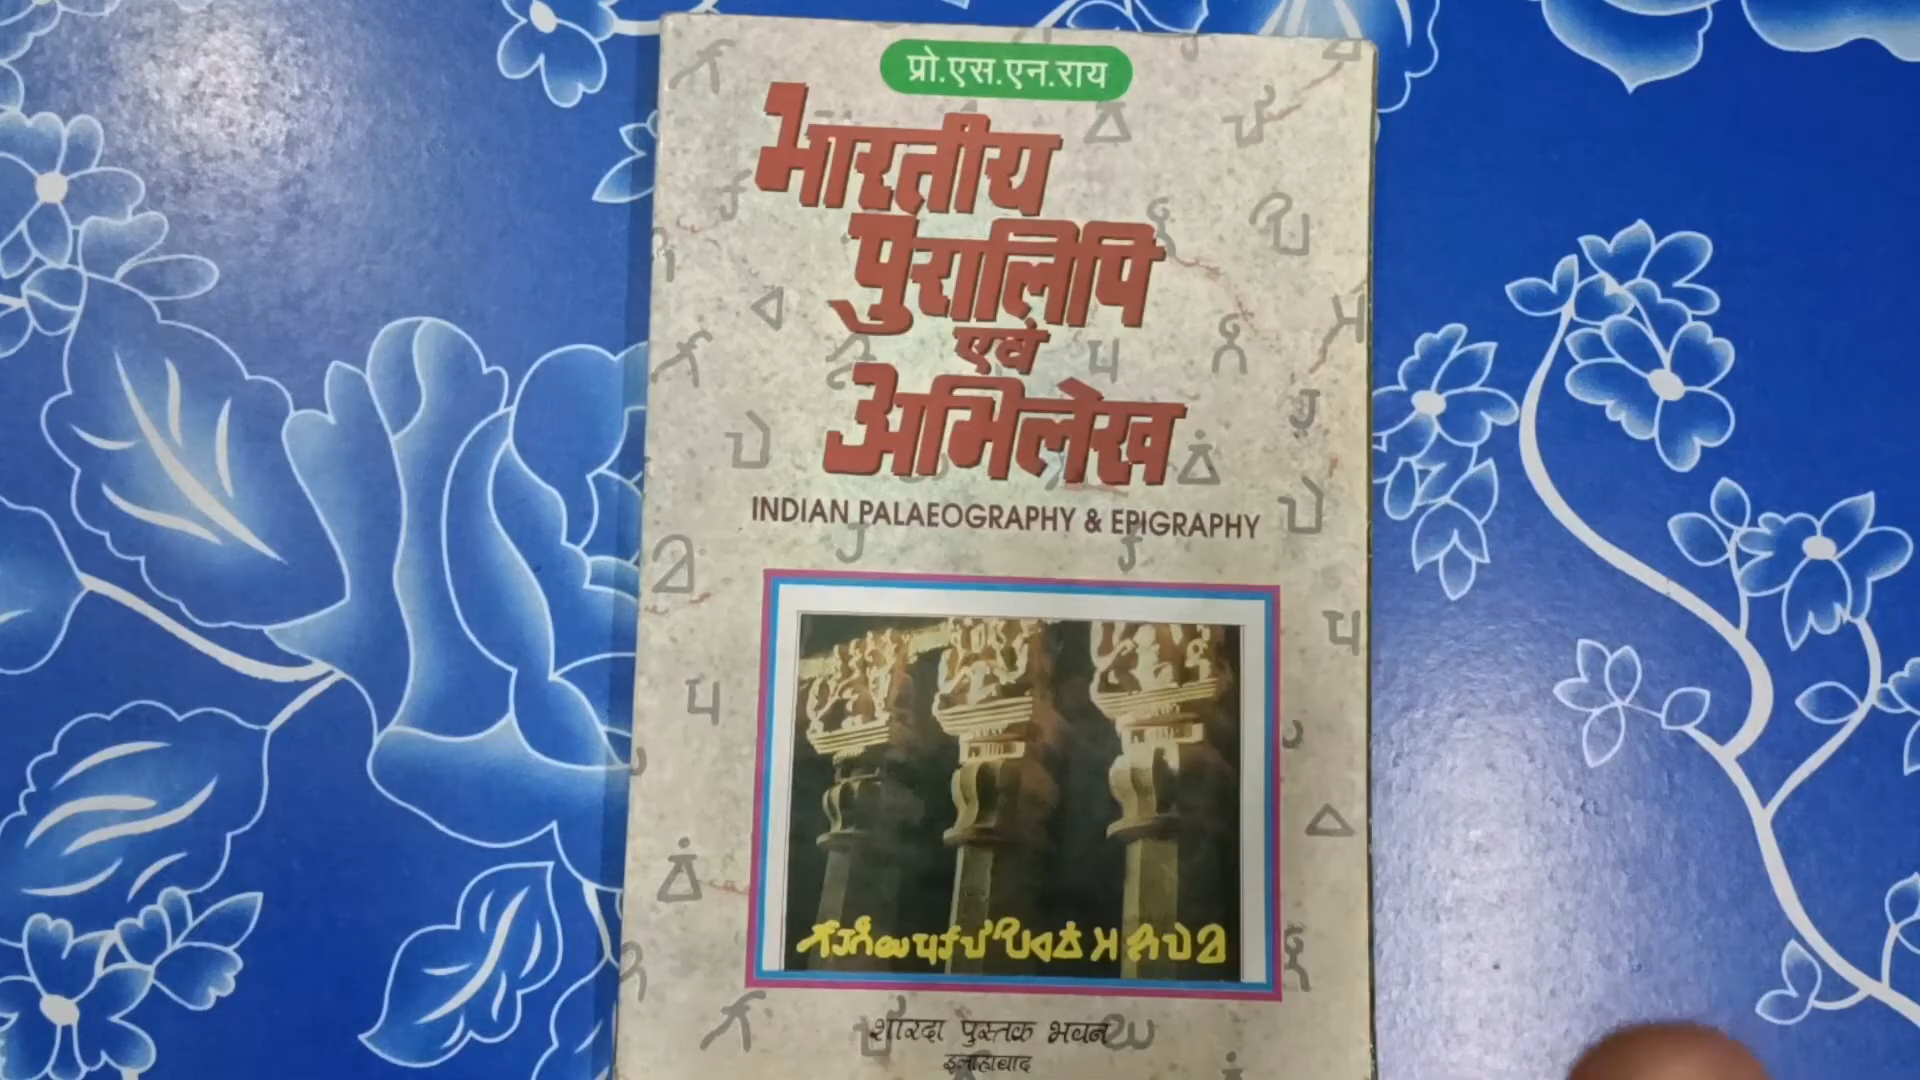 प्रो.एस.एन.राय
भारतीय
पुरालिपि
एवं
अभिलेख
INDIAN PALAEOGRAPHY & EPIGRAPHY
शारदा पुस्तक भवन
इलाहाबाद